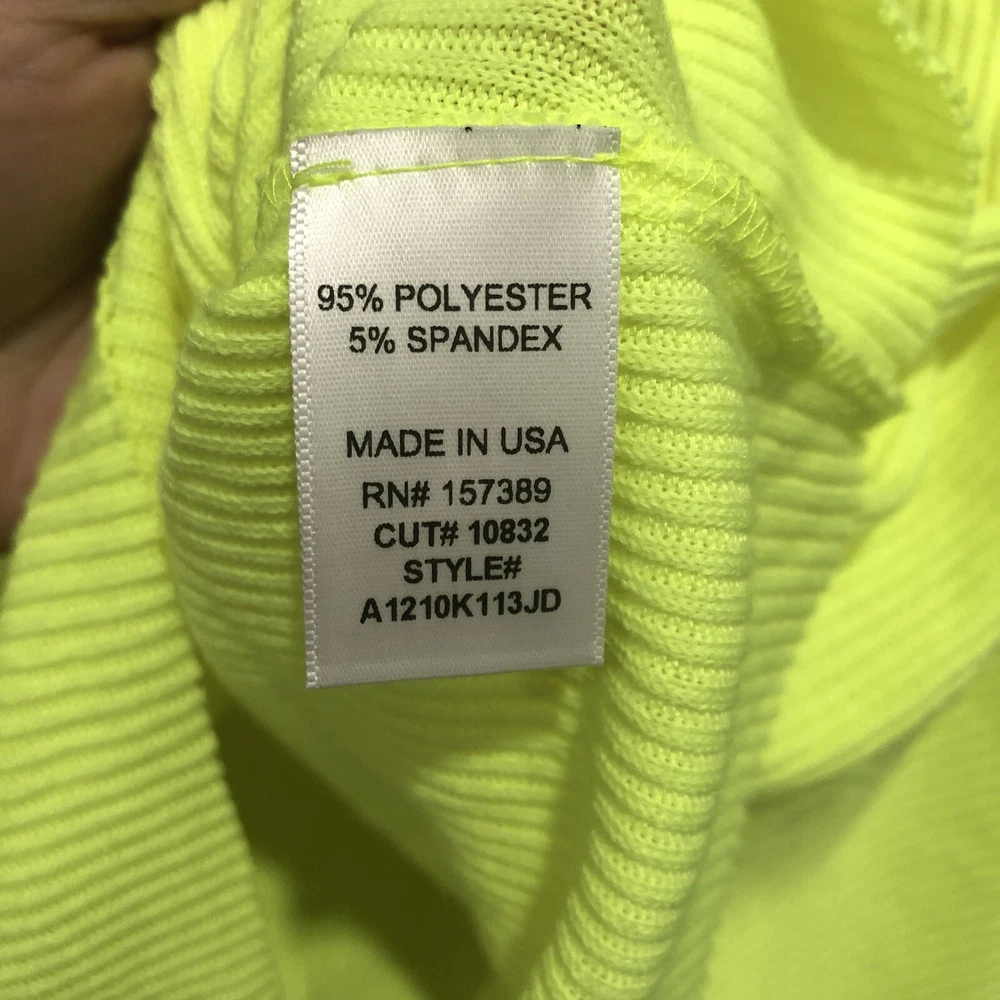 95% POLYESTER
5% SPANDEX
MADE IN USA
RN# 157389
CUT# 10832
STYLE#
A1210K113JD